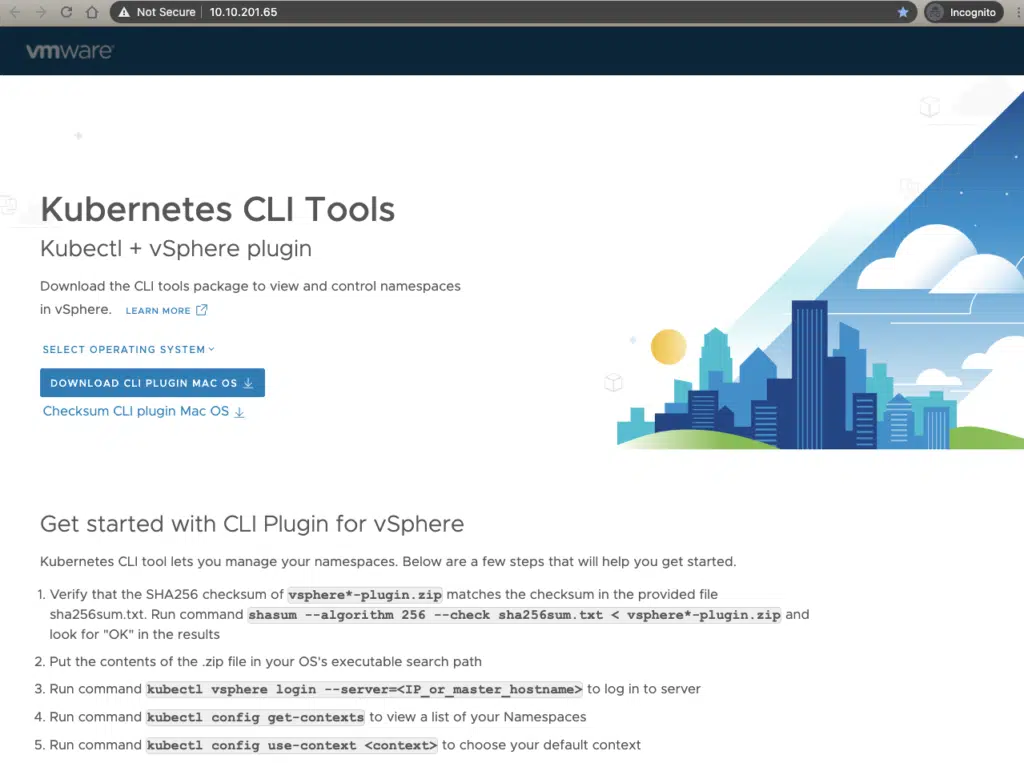 Not Secure 10.10.201.65 Incognito
vmware
Kubernetes CLI Tools
Kubectl + vSphere plugin
Download the CLI tools package to view and control namespaces
in vSphere. LEARN MORE
SELECT OPERATING SYSTEM
DOWNLOAD CLI PLUGIN MAC OS
Checksum CLI plugin Mac OS
Get started with CLI Plugin for vSphere
Kubernetes CLI tool lets you manage your namespaces. Below are a few steps that will help you get started.
1. Verify that the SHA256 checksum of vsphere*-plugin.zip matches the checksum in the provided file
sha256sum.txt. Run command shasum --algorithm 256 --check sha256sum.txt < vsphere*-plugin.zip and
look for "OK" in the results
2. Put the contents of the .zip file in your OS's executable search path
3. Run command kubectl vsphere login --server=<IP_or_master_hostname> to log in to server
4. Run command kubectl config get-contexts to view a list of your Namespaces
5. Run command kubectl config use-context <context> to choose your default context